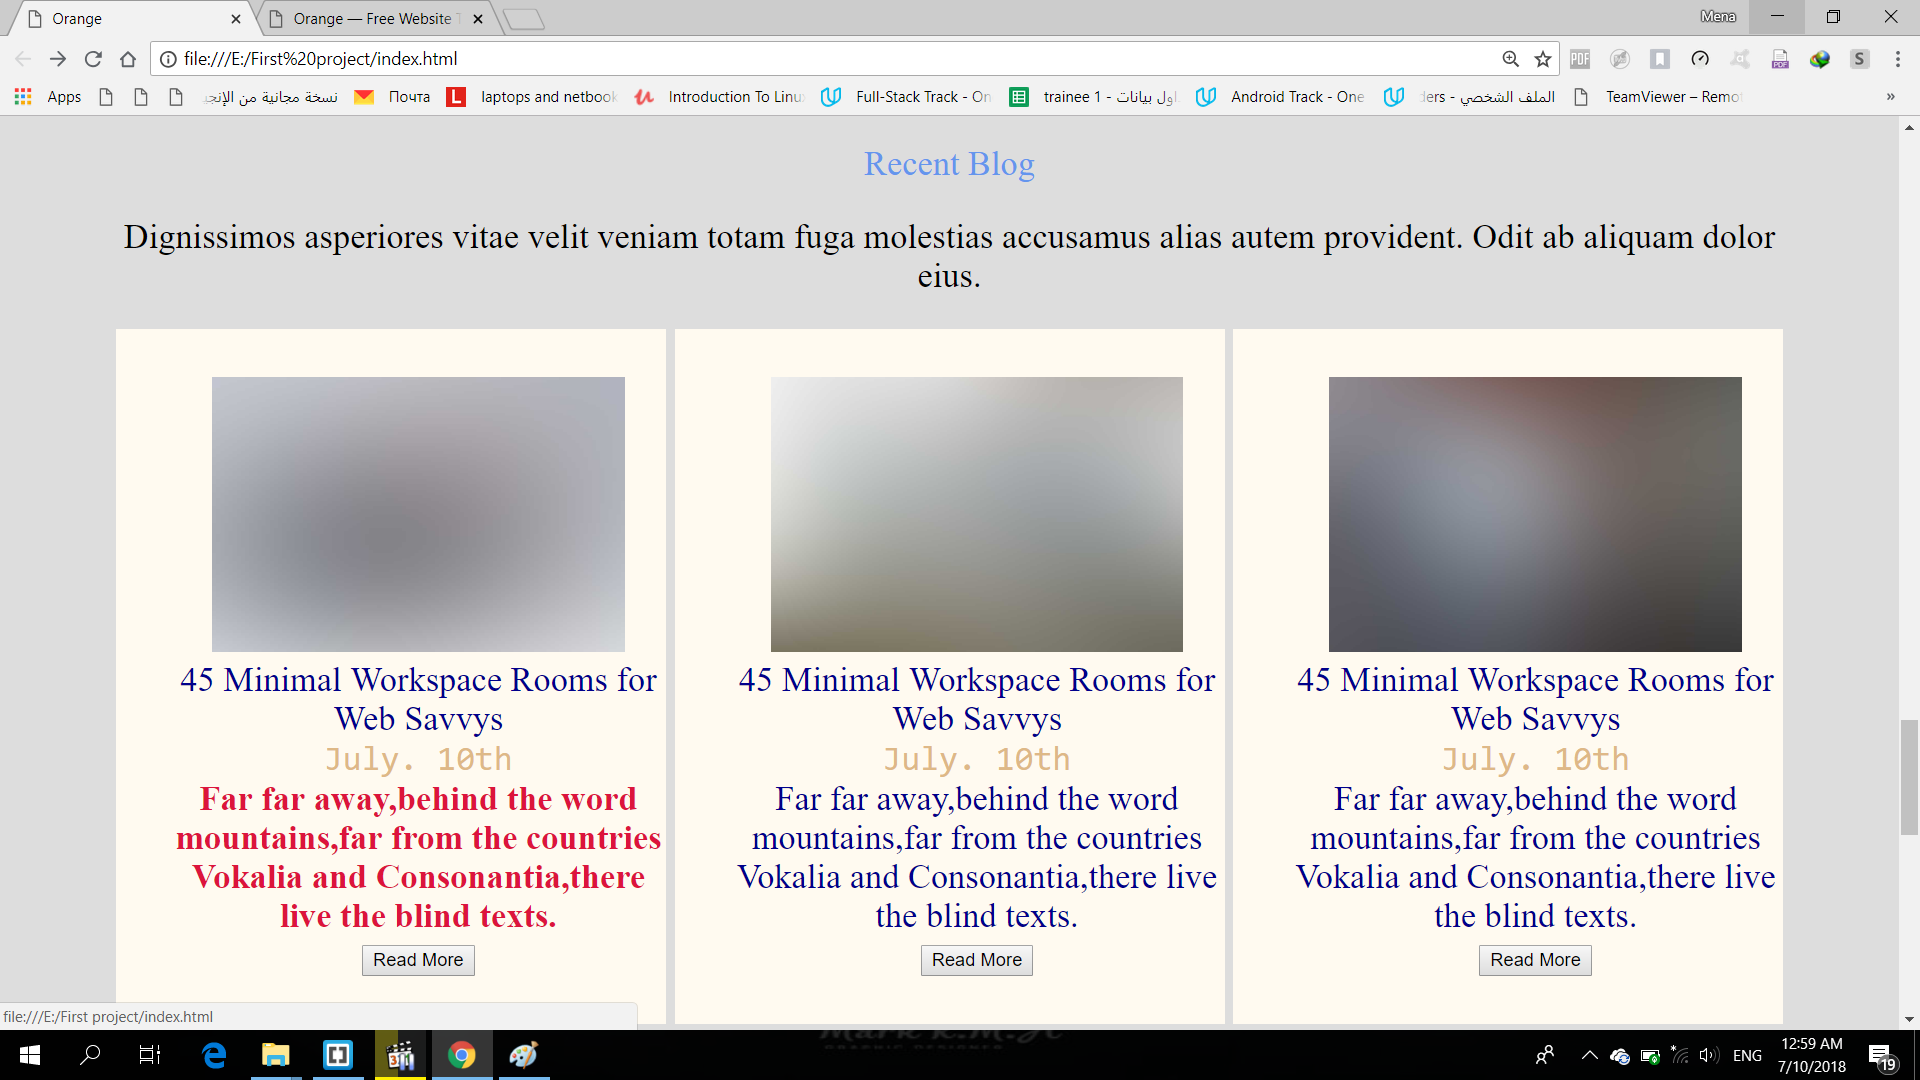 Orange
Orange — Free Website
Mena
file:///E:/First%20project/index.html
Apps
نسخة مجانية من الإنجي
Почта
laptops and netbook
Introduction To Linu
Full-Stack Track - On
trainee 1 - اول بيانات
Android Track - One
ders - الملف الشخصي
TeamViewer – Remo
»
Recent Blog
Dignissimos asperiores vitae velit veniam totam fuga molestias accusamus alias autem provident. Odit ab aliquam dolor
eius.
45 Minimal Workspace Rooms for
Web Savvys
July. 10th
Far far away,behind the word
mountains,far from the countries
Vokalia and Consonantia,there
live the blind texts.
Read More
45 Minimal Workspace Rooms for
Web Savvys
July. 10th
Far far away,behind the word
mountains,far from the countries
Vokalia and Consonantia,there live
the blind texts.
Read More
45 Minimal Workspace Rooms for
Web Savvys
July. 10th
Far far away,behind the word
mountains,far from the countries
Vokalia and Consonantia,there live
the blind texts.
Read More
file:///E:/First project/index.html
ENG
12:59 AM
7/10/2018
19